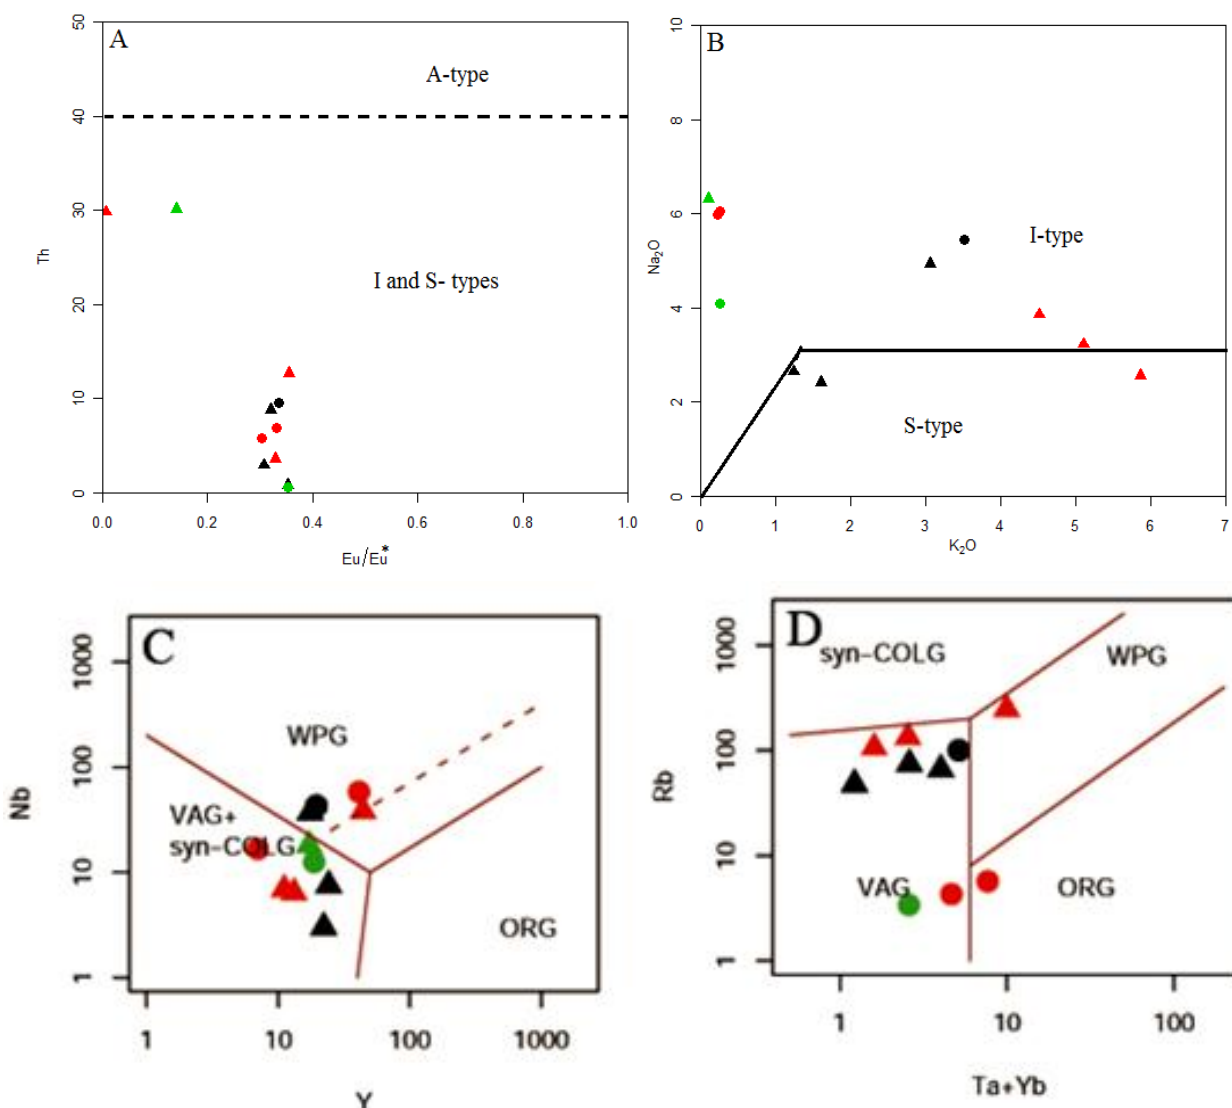 A
A-type
I and S- types
Th
50
40
30
20
10
0
0.0 0.2 0.4 0.6 0.8 1.0
Eu/Eu*
B
I-type
S-type
Na₂O
10
8
6
4
2
0
0 1 2 3 4 5 6 7
K₂O
C
WPG
VAG+
syn-COLG
ORG
Nb
1000
100
10
1
1 10 100 1000
Y
D
syn-COLG
WPG
VAG
ORG
Rb
1000
100
10
1
1 10 100
Ta+Yb